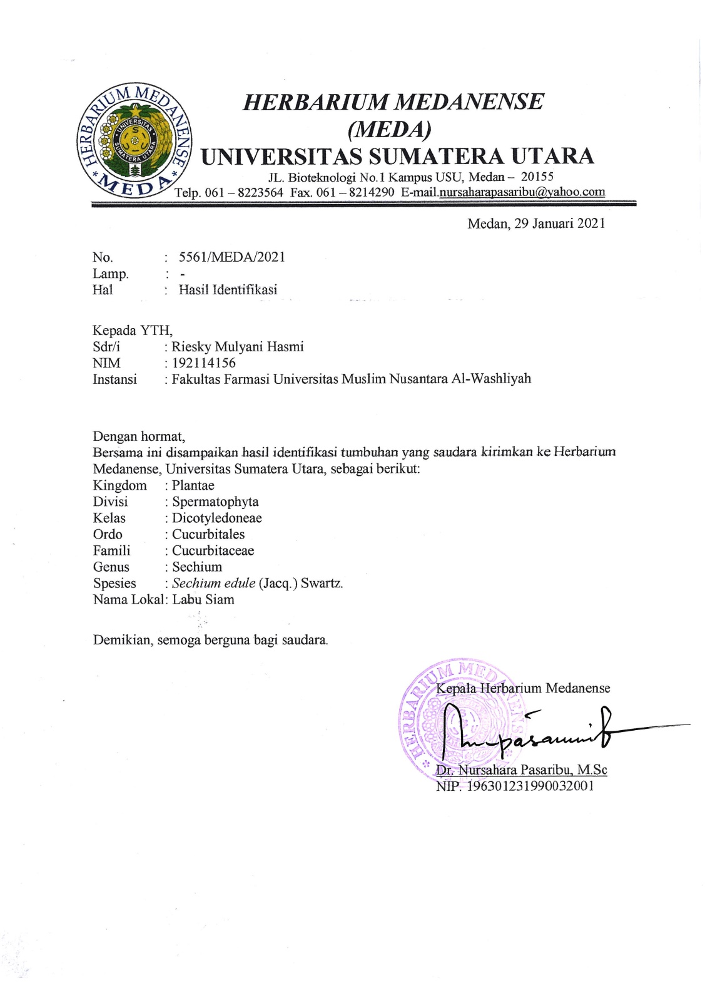 HERBARIUM MEDANENSE
* MEDA *
UNIVERSITAS
SUMATERA UTARA
HERBARIUM MEDANENSE
(MEDA)
UNIVERSITAS SUMATERA UTARA
JL. Bioteknologi No.1 Kampus USU, Medan – 20155
Telp. 061 – 8223564 Fax. 061 – 8214290 E-mail.nursaharapasaribu@yahoo.com
Medan, 29 Januari 2021
No. : 5561/MEDA/2021
Lamp. : -
Hal : Hasil Identifikasi
Kepada YTH,
Sdr/i : Riesky Mulyani Hasmi
NIM : 192114156
Instansi : Fakultas Farmasi Universitas Muslim Nusantara Al-Washliyah
Dengan hormat,
Bersama ini disampaikan hasil identifikasi tumbuhan yang saudara kirimkan ke Herbarium
Medanense, Universitas Sumatera Utara, sebagai berikut:
Kingdom : Plantae
Divisi : Spermatophyta
Kelas : Dicotyledoneae
Ordo : Cucurbitales
Famili : Cucurbitaceae
Genus : Sechium
Spesies : Sechium edule (Jacq.) Swartz.
Nama Lokal: Labu Siam
Demikian, semoga berguna bagi saudara.
HERBARIUM MEDANENSE
Kepala Herbarium Medanense
Dr. Nursahara Pasaribu, M.Sc
NIP. 196301231990032001